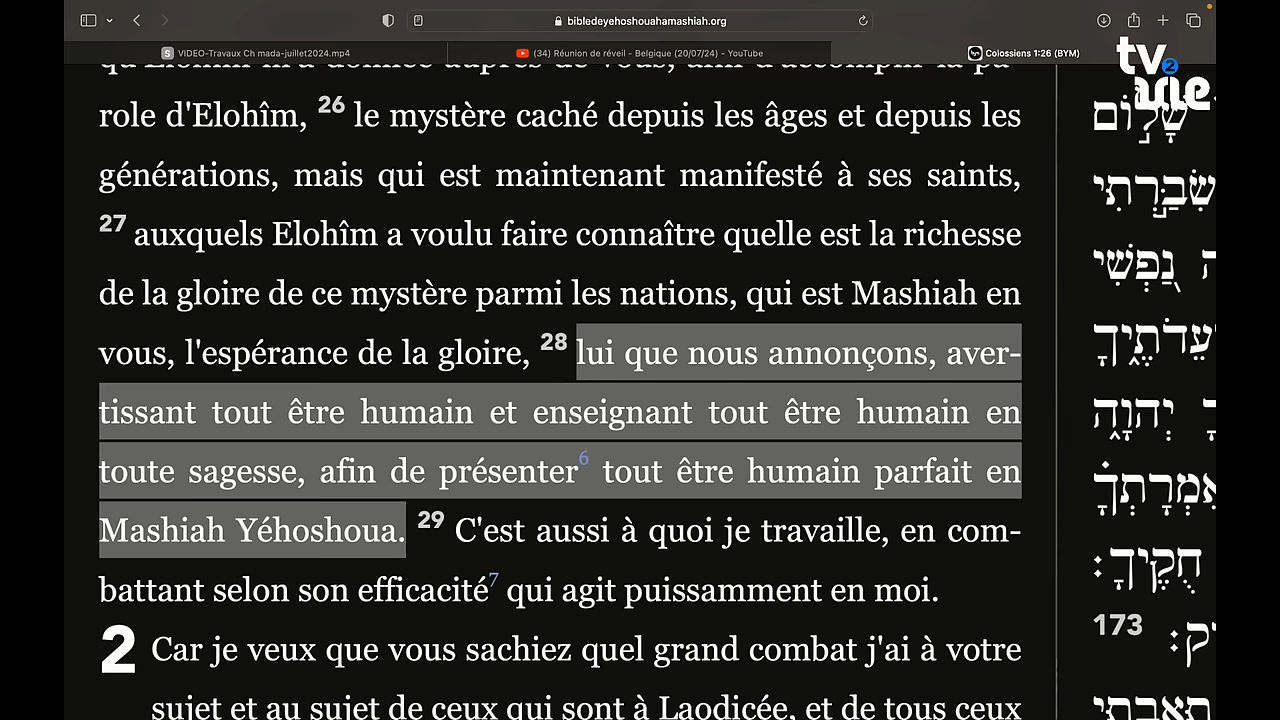 bibledeyehoshouahamashiah.org
VIDEO-Travaux Ch mada-juillet2024.mp4
(34) Réunion de réveil - Belgique (20/07/24) - YouTube
Colossiens 1:26 (BYM)
tv 2
vie
role d'Elohîm, 26 le mystère caché depuis les âges et depuis les
générations, mais qui est maintenant manifesté à ses saints,
27 auxquels Elohîm a voulu faire connaître quelle est la richesse
de la gloire de ce mystère parmi les nations, qui est Mashiah en
vous, l'espérance de la gloire, 28 lui que nous annonçons, aver-
tissant tout être humain et enseignant tout être humain en
toute sagesse, afin de présenter6 tout être humain parfait en
Mashiah Yéhoshoua. 29 C'est aussi à quoi je travaille, en com-
battant selon son efficacité7 qui agit puissamment en moi.
2 Car je veux que vous sachiez quel grand combat j'ai à votre
sujet et au sujet de ceux qui sont à Laodicée, et de tous ceux
שָׁל֣וֹם
נַ֭פְשִׁי
עֵדֹתֶ֑יךָ
יְהוָ֑ה
חֻקֶּֽיךָ׃
173